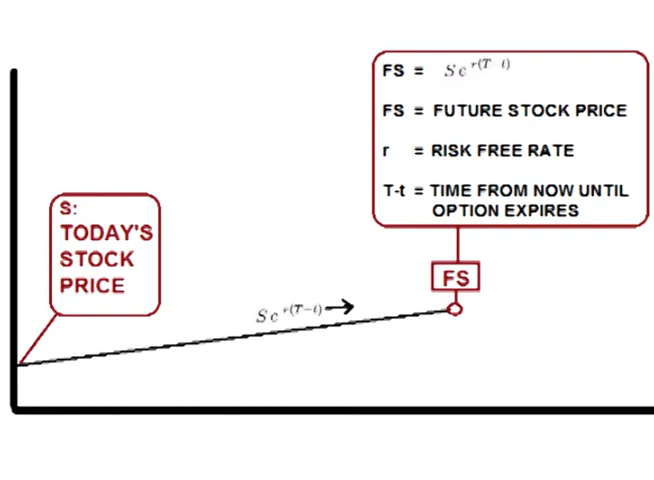 FS = Se^{r(T-t)}
FS = FUTURE STOCK PRICE
r = RISK FREE RATE
T-t = TIME FROM NOW UNTIL
OPTION EXPIRES
S:
TODAY'S
STOCK
PRICE
FS
Se^{r(T-t)}